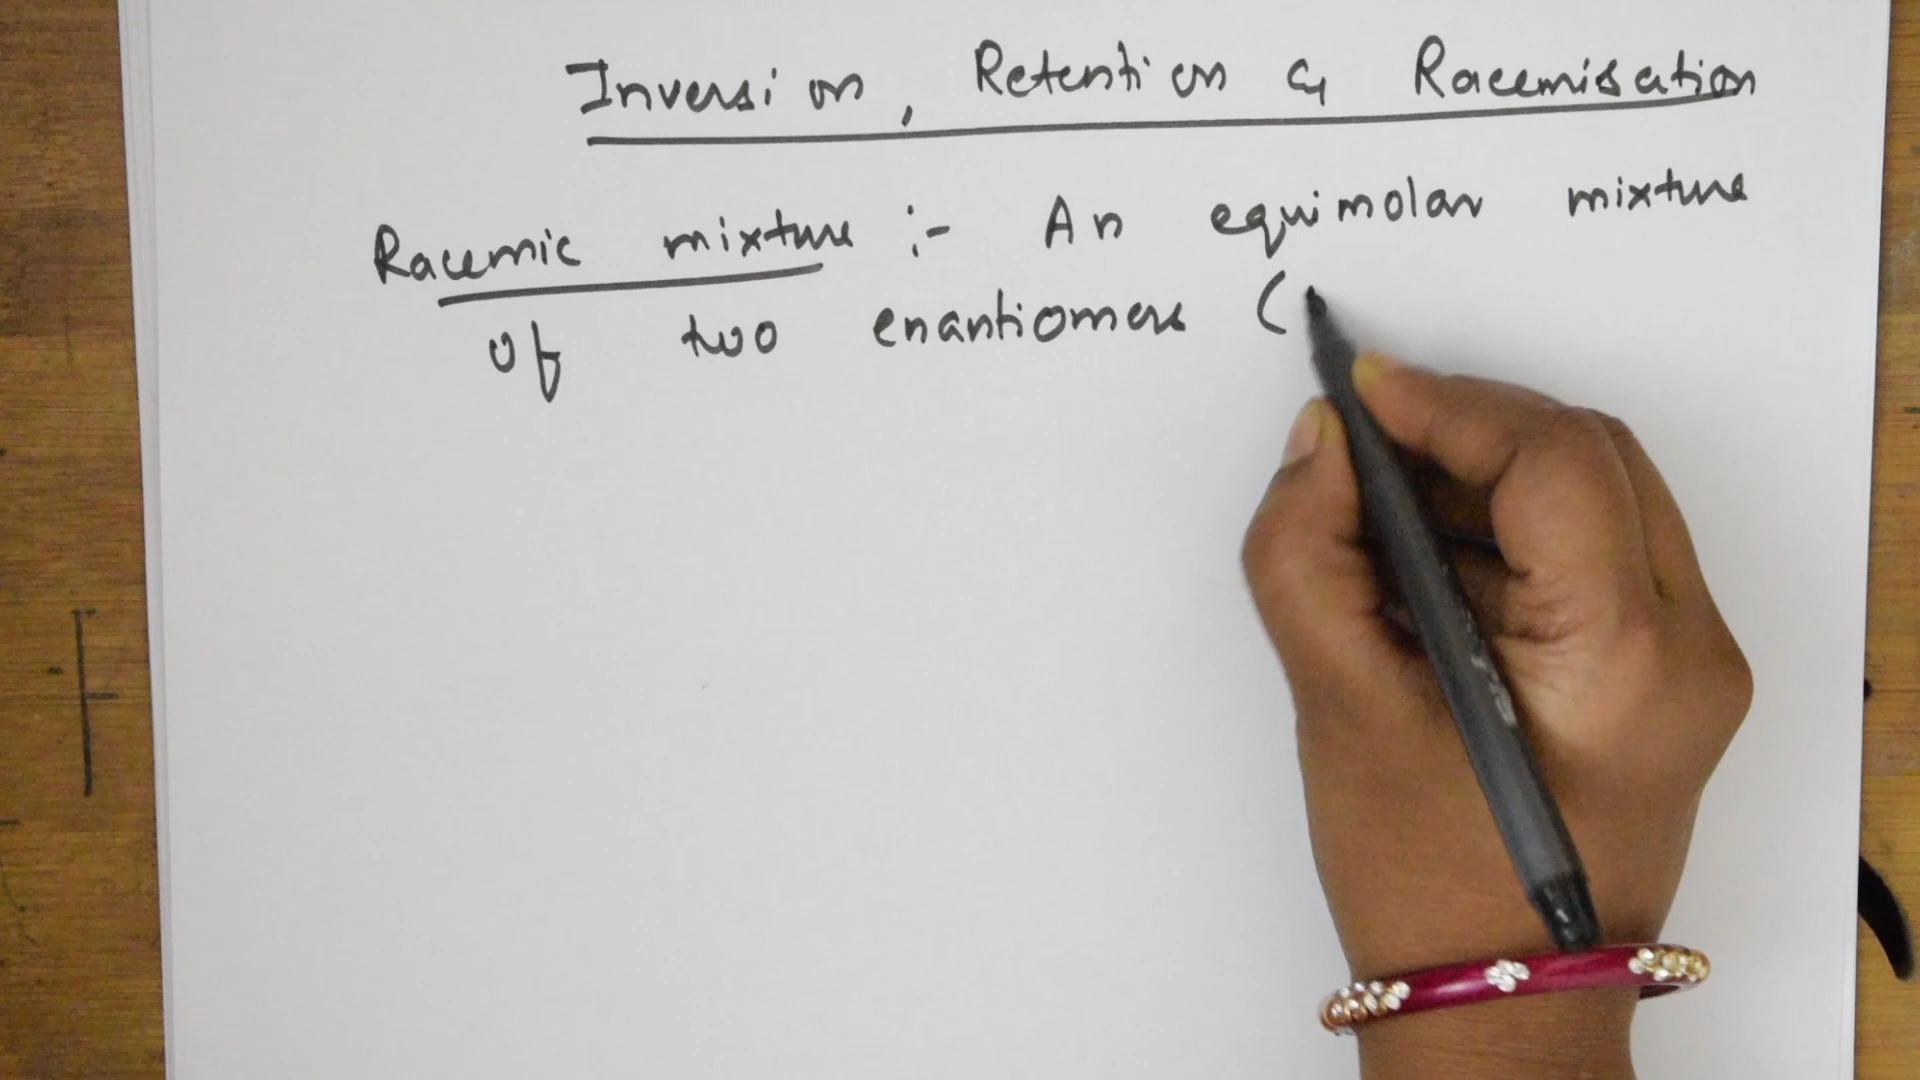 Inversion, Retention & Racemisation
Racemic mixture :- An equimolar mixture
of two enantiomers (